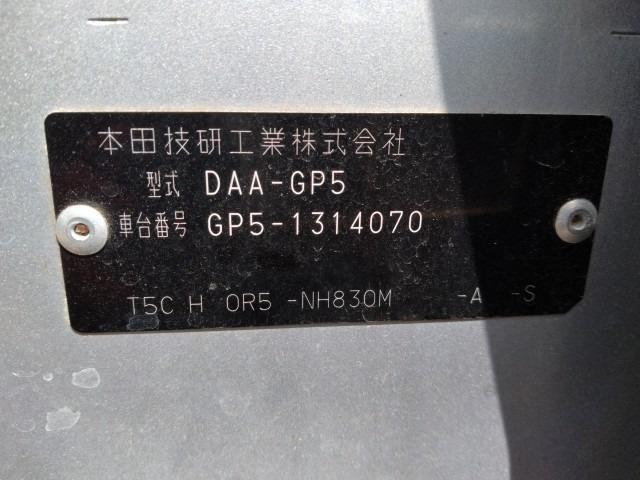 本田技研工業株式会社
型式 DAA-GP5
車台番号 GP5-1314070
T5C H 0R5 -NH830M -A -S